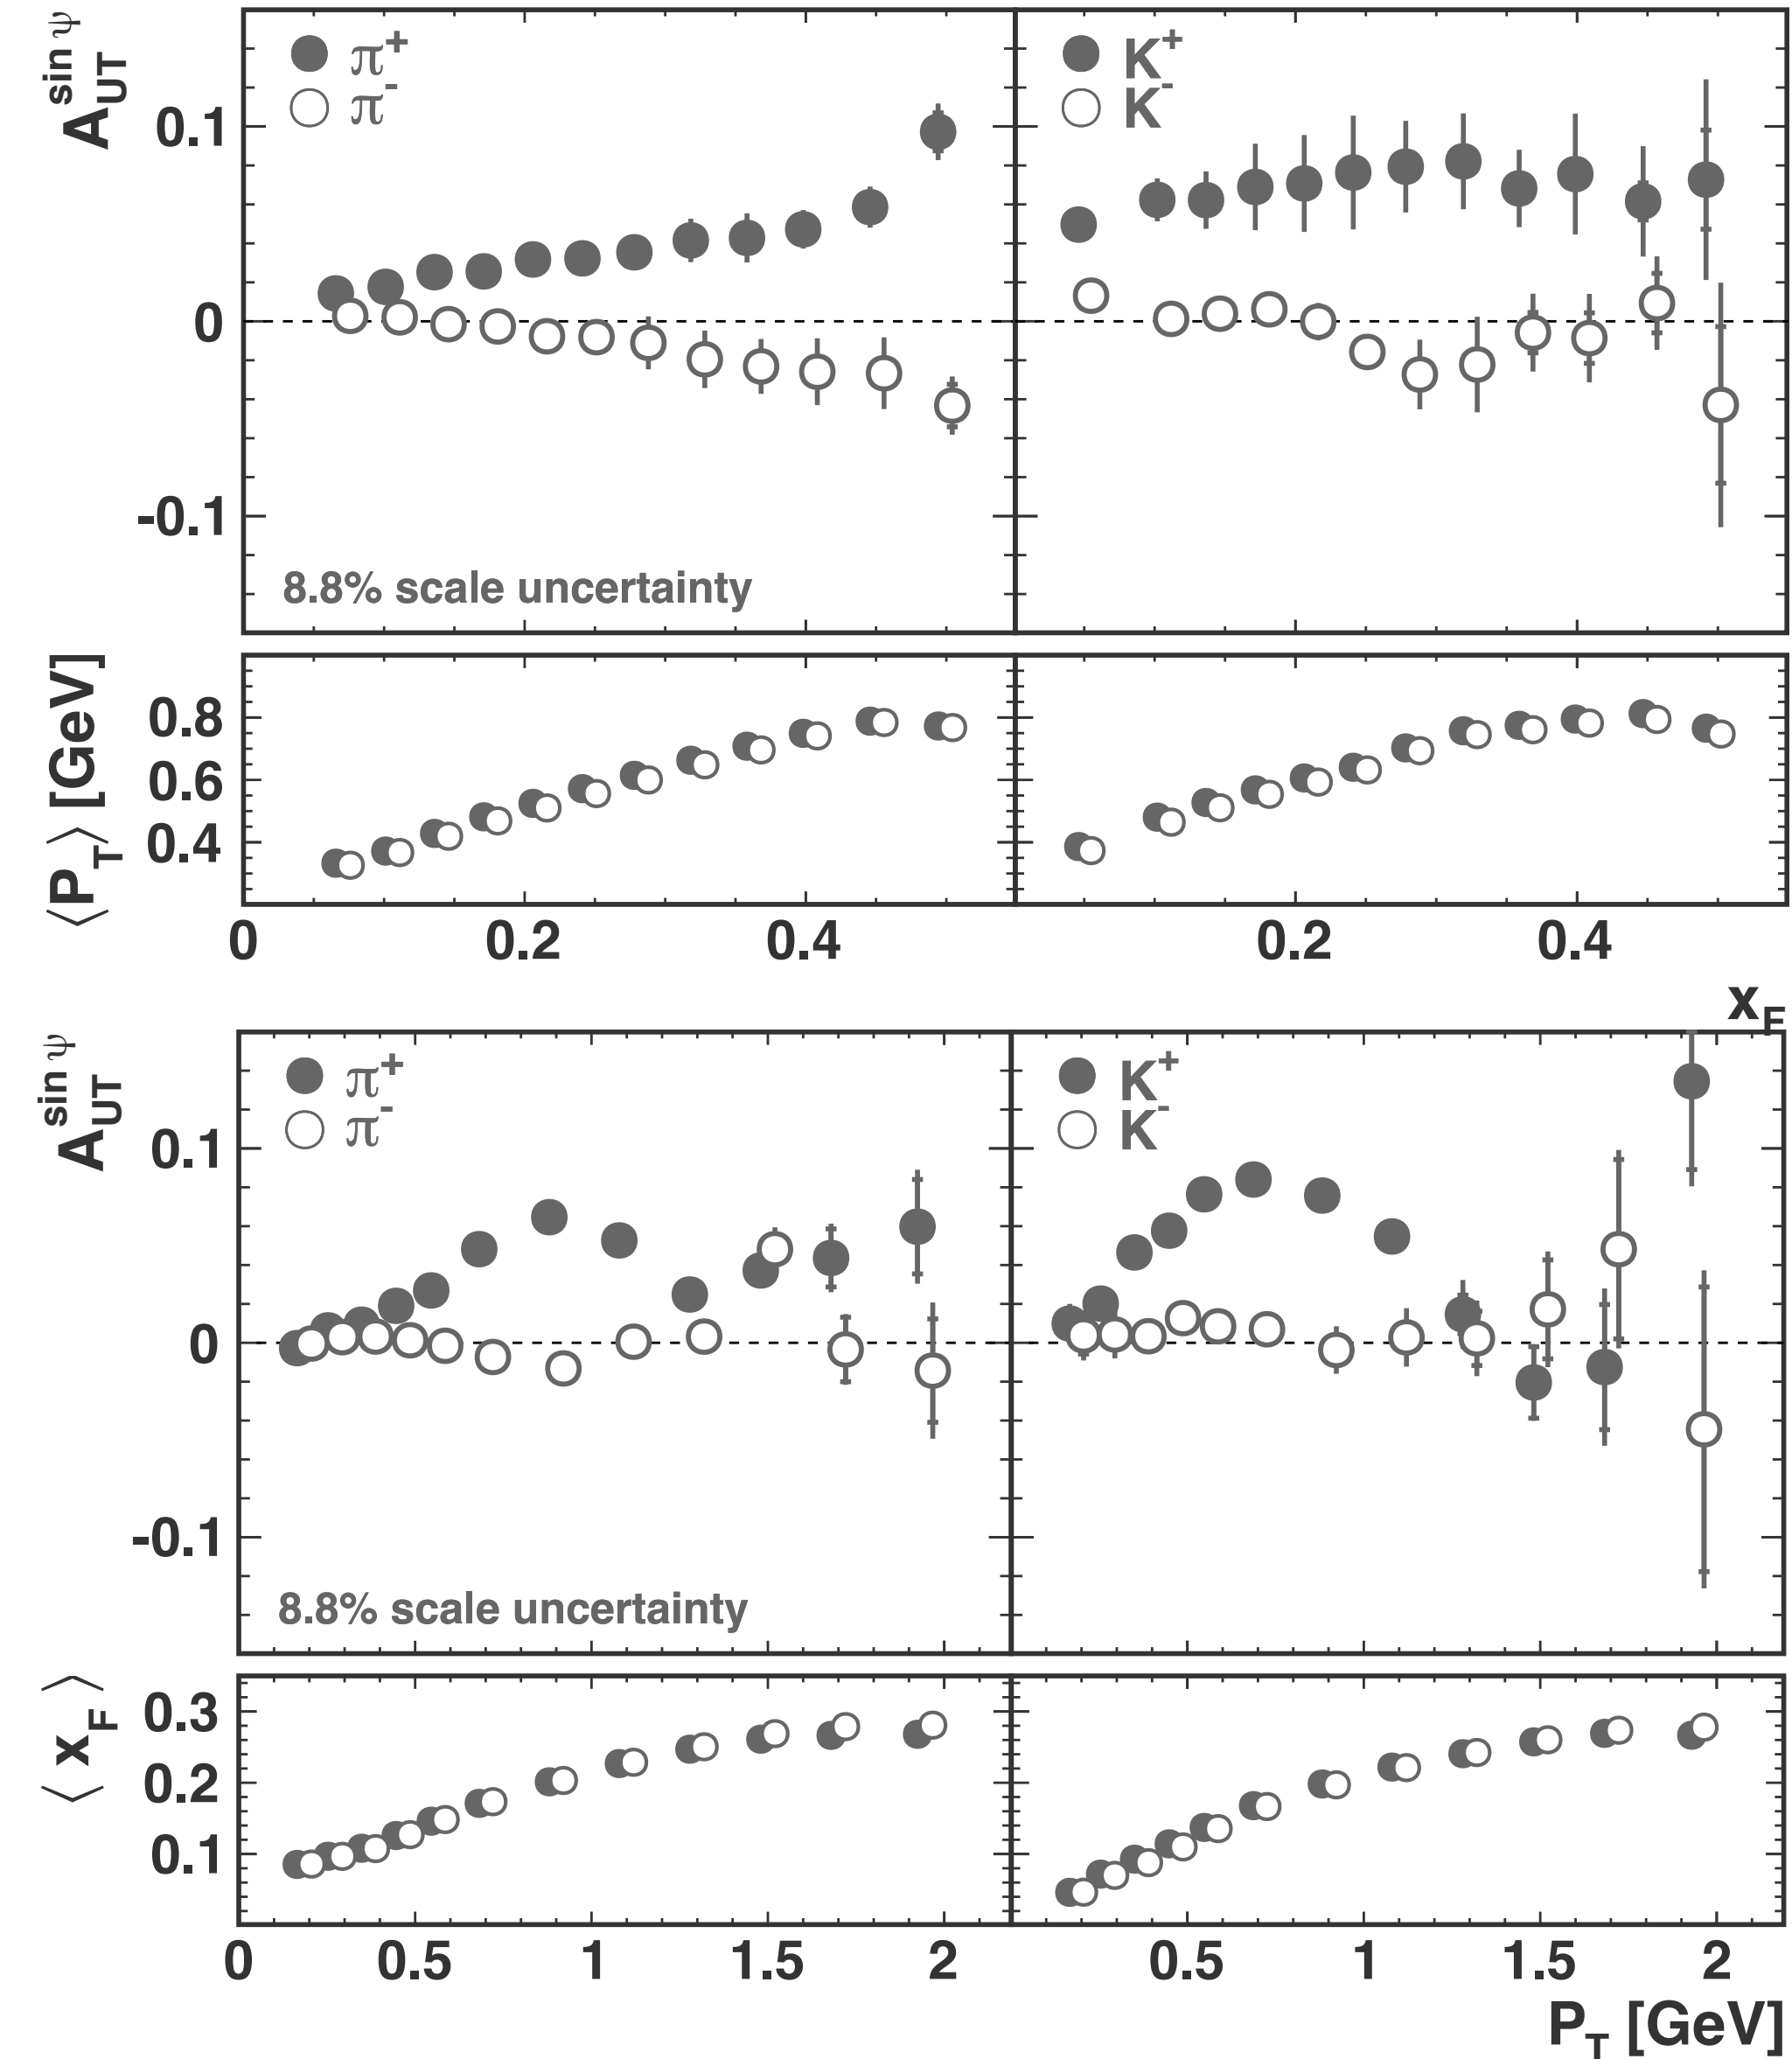 A_UT^sin ψ
π+
π-
K+
K-
0.1
0
-0.1
8.8% scale uncertainty
⟨P_T⟩ [GeV]
0.8
0.6
0.4
0 0.2 0.4 0.2 0.4
x_F
A_UT^sin ψ
π+
π-
K+
K-
0.1
0
-0.1
8.8% scale uncertainty
⟨x_F⟩
0.3
0.2
0.1
0 0.5 1 1.5 2 0.5 1 1.5 2
P_T [GeV]